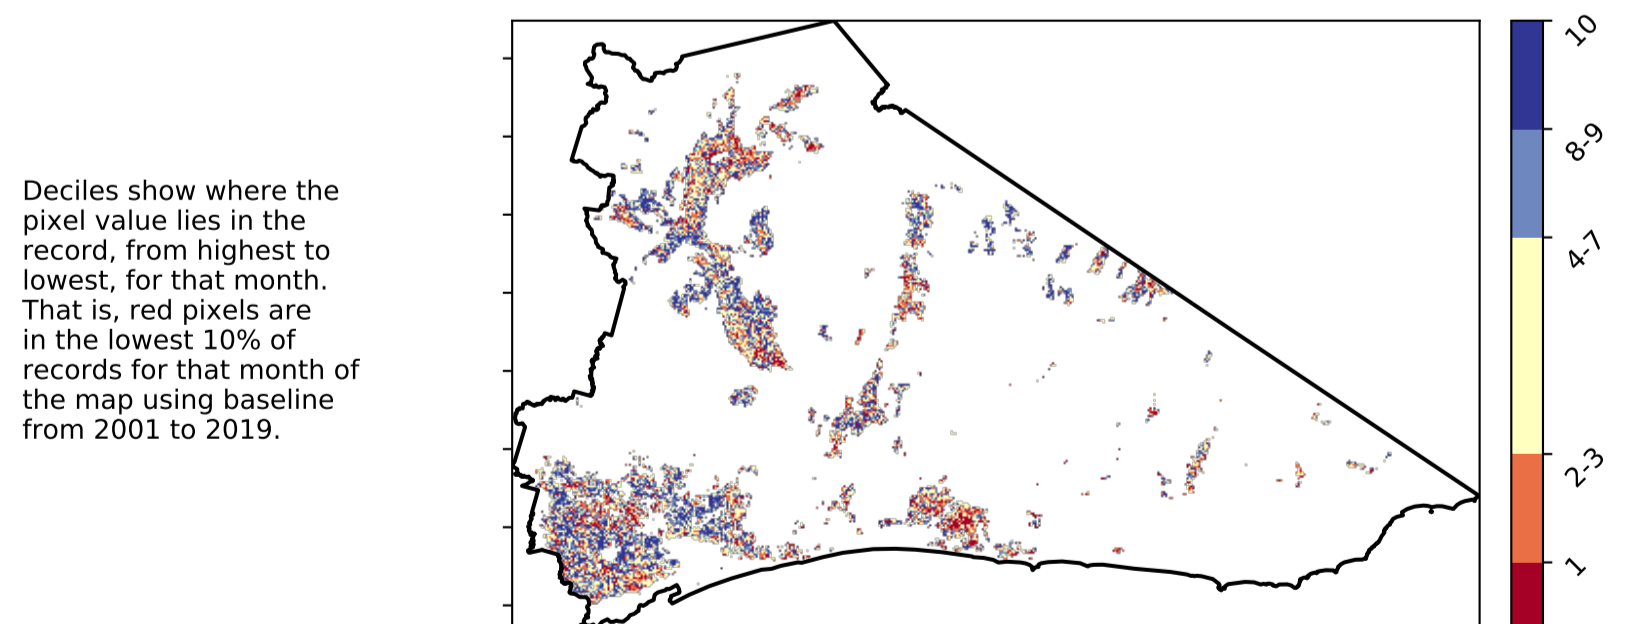 Deciles show where the
pixel value lies in the
record, from highest to
lowest, for that month.
That is, red pixels are
in the lowest 10% of
records for that month of
the map using baseline
from 2001 to 2019.
10
8-9
4-7
2-3
1